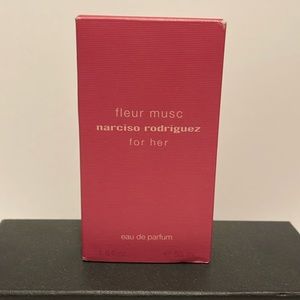 fleur musc
narciso rodriguez
for her
eau de parfum